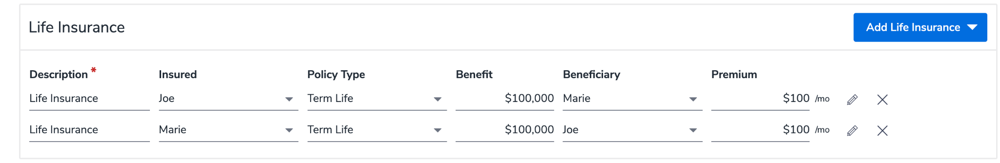 Life Insurance Add Life Insurance
Description * Insured Policy Type Benefit Beneficiary Premium
Life Insurance Joe Term Life $100,000 Marie $100 /mo
Life Insurance Marie Term Life $100,000 Joe $100 /mo